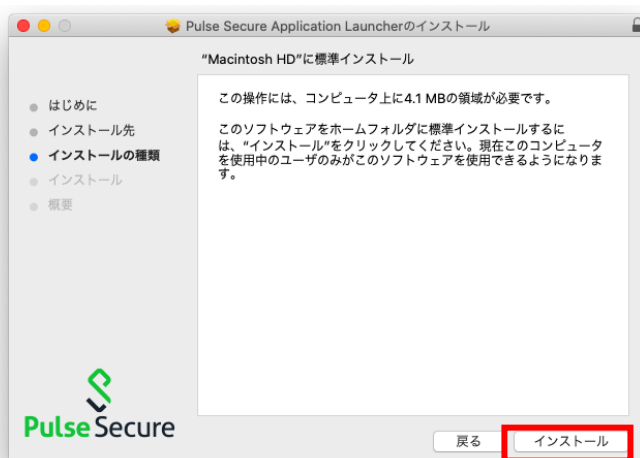 Pulse Secure Application Launcherのインストール
"Macintosh HD"に標準インストール
はじめに
インストール先
インストールの種類
インストール
概要
この操作には、コンピュータ上に4.1 MBの領域が必要です。
このソフトウェアをホームフォルダに標準インストールするに
は、"インストール"をクリックしてください。現在このコンピュータ
を使用中のユーザのみがこのソフトウェアを使用できるようになりま
す。
Pulse Secure
戻る
インストール